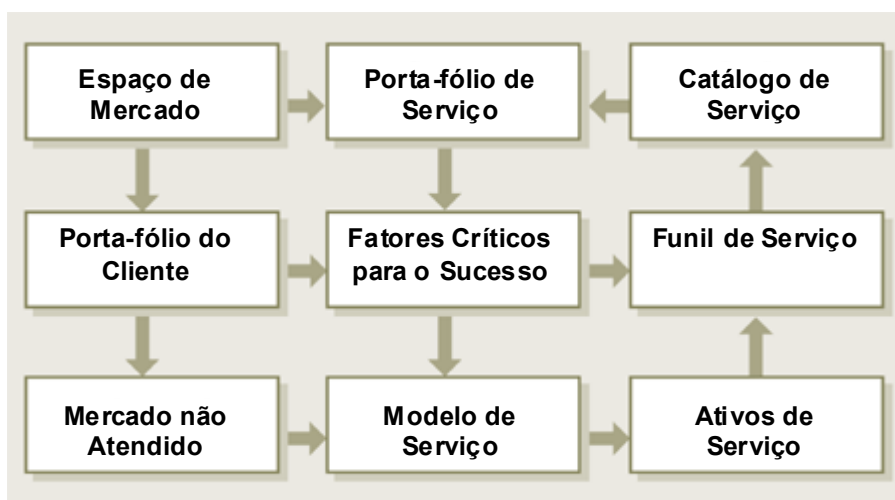 Espaço de
Mercado
Porta-fólio de
Serviço
Catálogo de
Serviço
Porta-fólio do
Cliente
Fatores Críticos
para o Sucesso
Funil de Serviço
Mercado não
Atendido
Modelo de
Serviço
Ativos de
Serviço